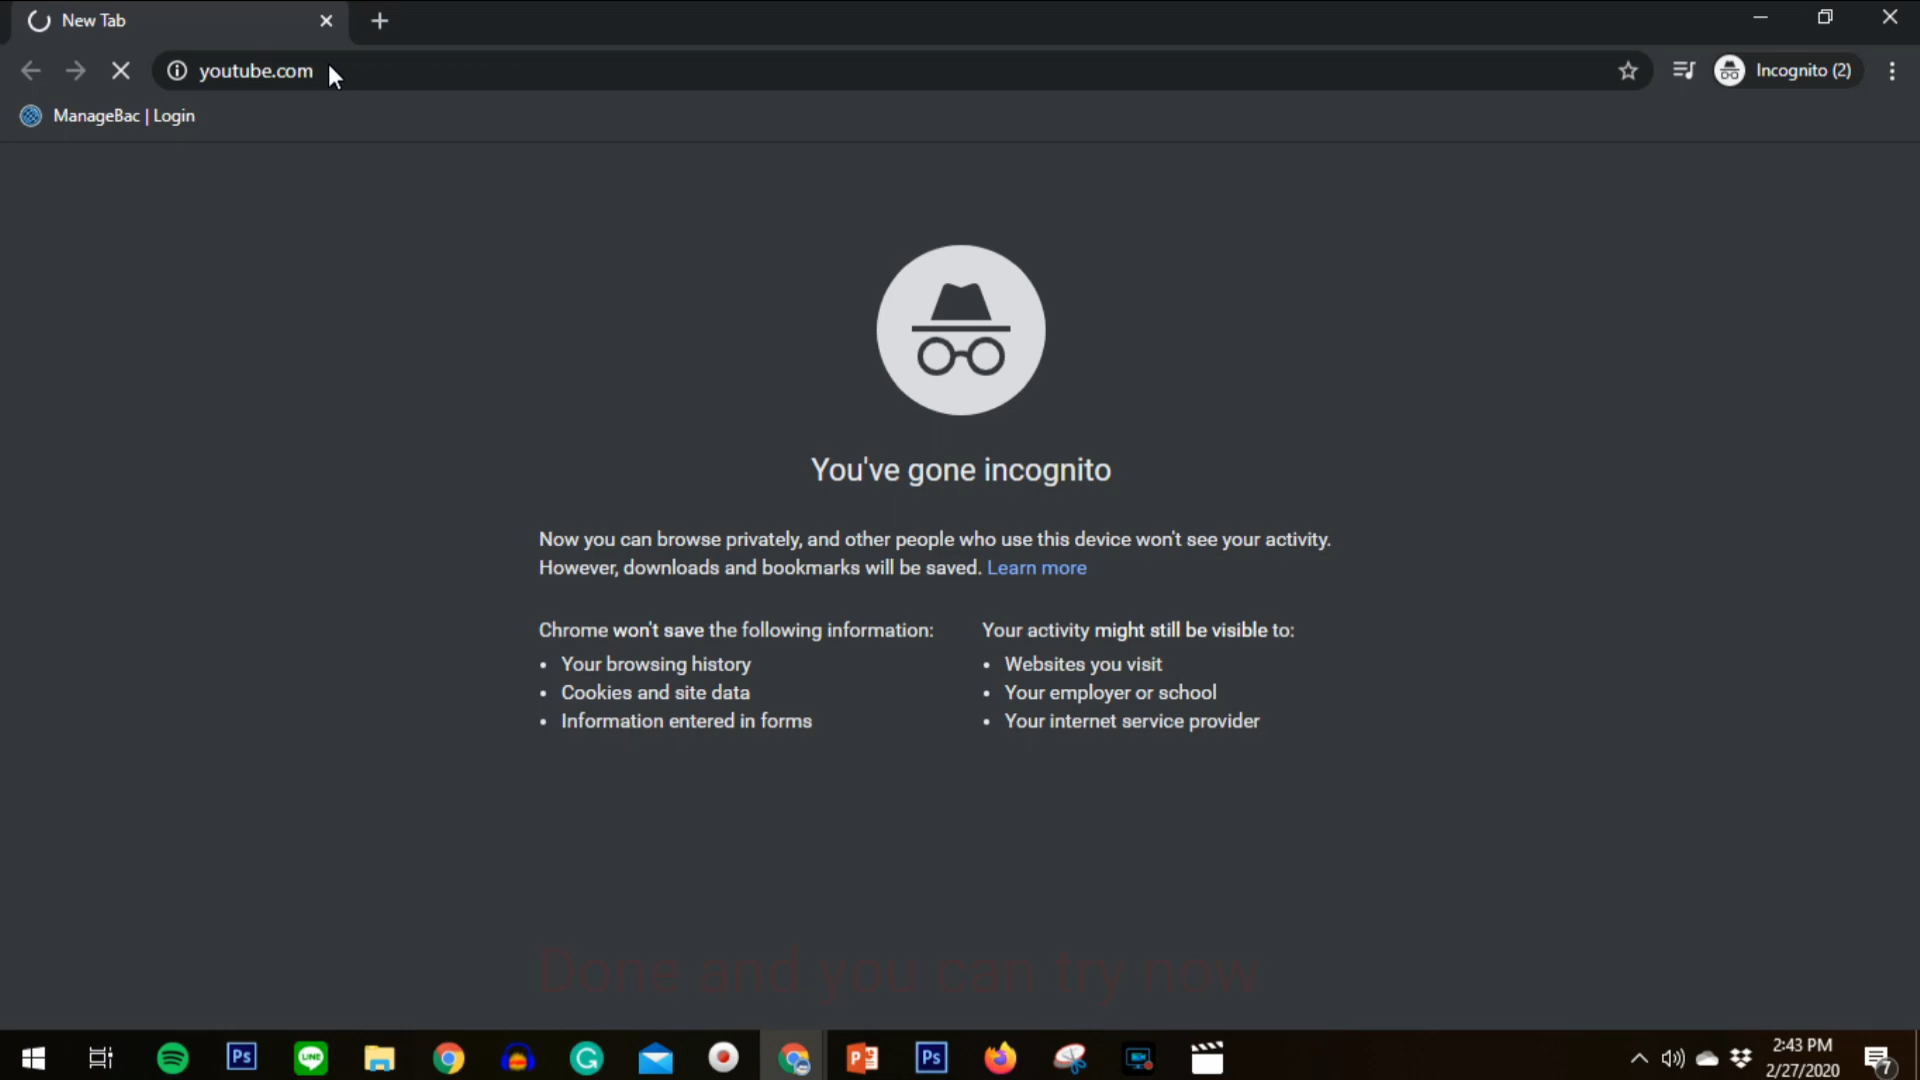 New Tab
youtube.com
Incognito (2)
ManageBac | Login
You've gone incognito
Now you can browse privately, and other people who use this device won't see your activity.
However, downloads and bookmarks will be saved. Learn more
Chrome won't save the following information:
• Your browsing history
• Cookies and site data
• Information entered in forms
Your activity might still be visible to:
• Websites you visit
• Your employer or school
• Your internet service provider
Done and you can try now
Ps
LINE
Ps
2:43 PM
2/27/2020
7